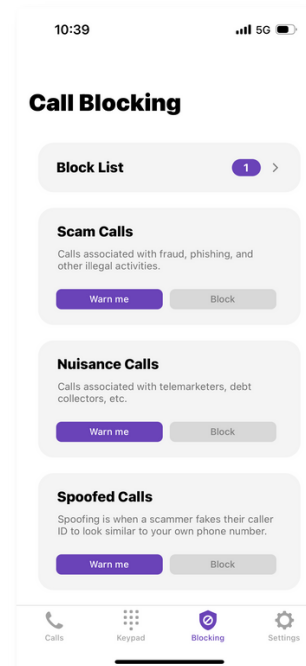 10:39
5G
Call Blocking
Block List
1
Scam Calls
Calls associated with fraud, phishing, and
other illegal activities.
Warn me
Block
Nuisance Calls
Calls associated with telemarketers, debt
collectors, etc.
Warn me
Block
Spoofed Calls
Spoofing is when a scammer fakes their caller
ID to look similar to your own phone number.
Warn me
Block
Calls
Keypad
Blocking
Settings